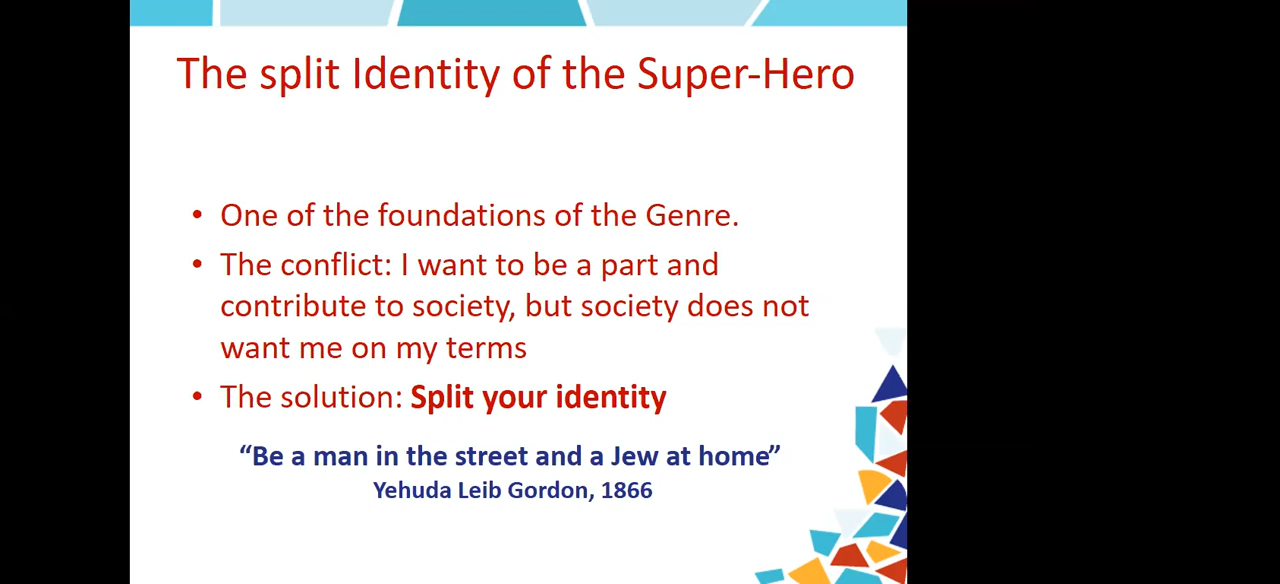 The split Identity of the Super-Hero
• One of the foundations of the Genre.
• The conflict: I want to be a part and
contribute to society, but society does not
want me on my terms
• The solution: Split your identity
“Be a man in the street and a Jew at home”
Yehuda Leib Gordon, 1866